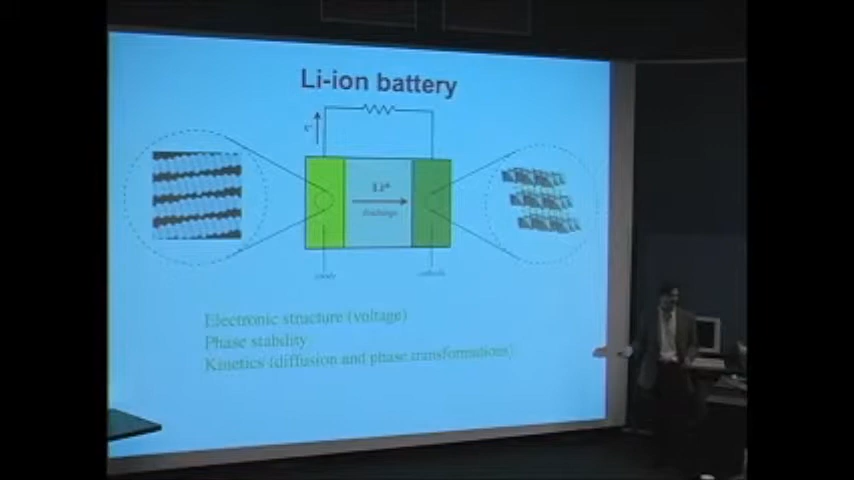 Li-ion battery
e-
Li+
discharge
anode
cathode
Electronic structure (voltage)
Phase stability
Kinetics (diffusion and phase transformations)